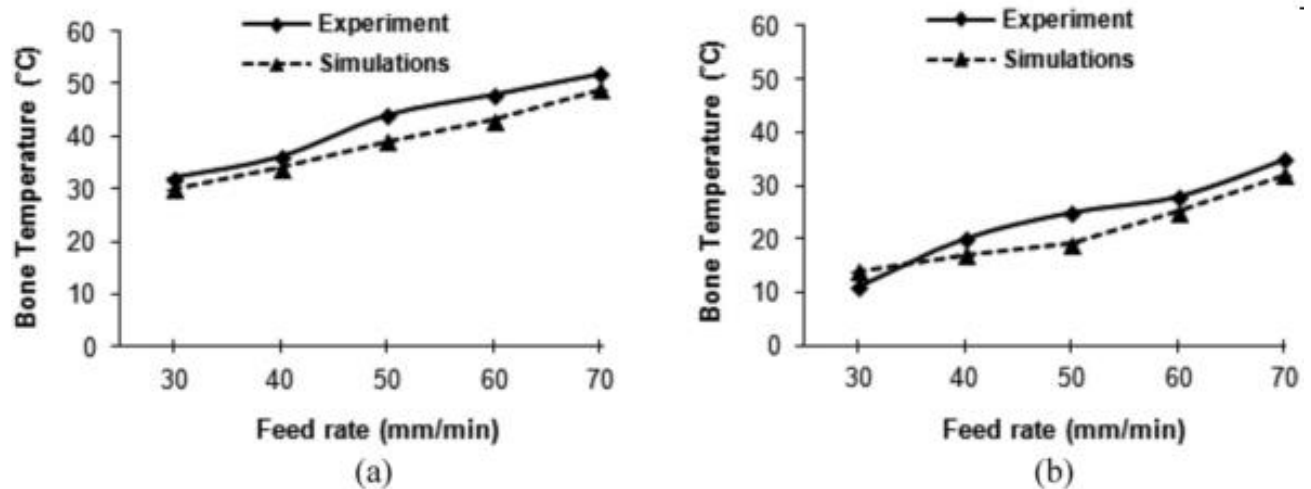 Experiment
Simulations
Bone Temperature (˚C)
60
50
40
30
20
10
0
30 40 50 60 70
Feed rate (mm/min)
(a)
Experiment
Simulations
Bone Temperature (˚C)
60
50
40
30
20
10
0
30 40 50 60 70
Feed rate (mm/min)
(b)